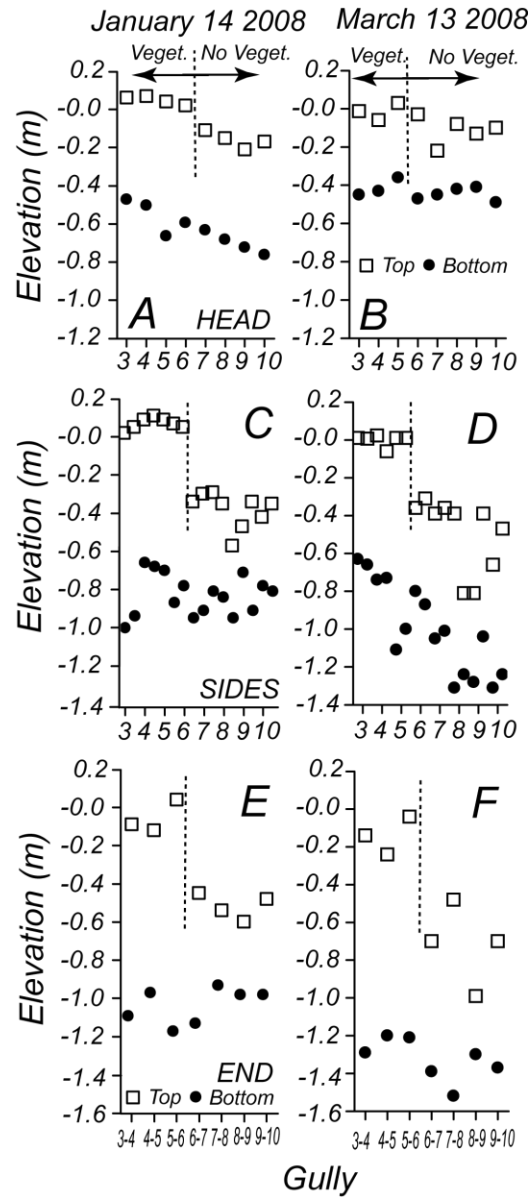 January 14 2008 March 13 2008
Veget. No Veget. Veget. No Veget.
Elevation (m)
0.2 0.2
-0.0 -0.0
-0.2 -0.2
-0.4 -0.4
-0.6 -0.6
-0.8 -0.8 Top Bottom
-1.0 -1.0
-1.2 -1.2
A HEAD B
3 4 5 6 7 8 9 10 3 4 5 6 7 8 9 10
Elevation (m)
0.2 C 0.2 D
-0.0 -0.0
-0.2 -0.2
-0.4 -0.4
-0.6 -0.6
-0.8 -0.8
-1.0 -1.0
-1.2 SIDES -1.2
-1.4 -1.4
3 4 5 6 7 8 9 10 3 4 5 6 7 8 9 10
Elevation (m)
0.2 E 0.2 F
-0.0 -0.0
-0.2 -0.2
-0.4 -0.4
-0.6 -0.6
-0.8 -0.8
-1.0 -1.0
-1.2 -1.2
-1.4 END -1.4
-1.6 Top Bottom -1.6
3-4 4-5 5-6 6-7 7-8 8-9 9-10 3-4 4-5 5-6 6-7 7-8 8-9 9-10
Gully